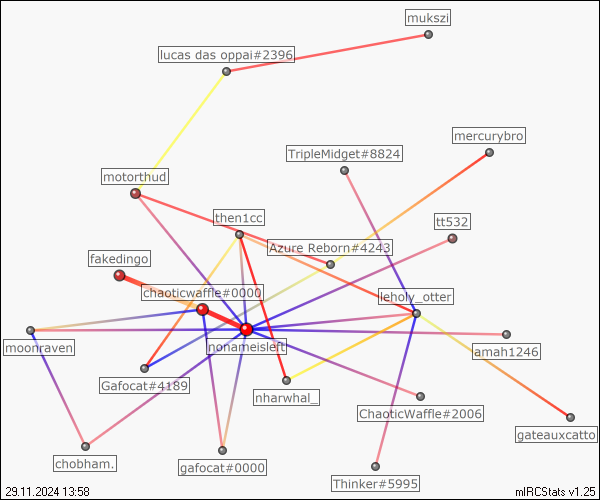 mukszi
lucas das oppai#2396
mercurybro
TripleMidget#8824
motorthud
then1cc
tt532
Azure Reborn#4243
fakedingo
chaoticwaffle#0000
leholy_otter
moonraven
nonameisleft
amah1246
Gafocat#4189
nharwhal_
ChaoticWaffle#2006
gateauxcatto
chobham.
gafocat#0000
Thinker#5995
29.11.2024 13:58
mIRCStats v1.25